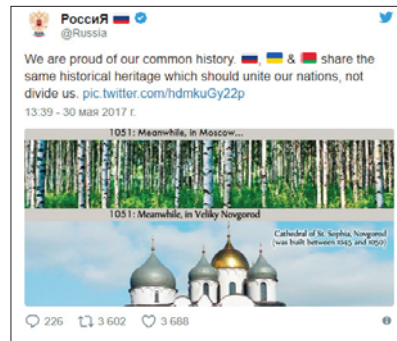 РоссиЯ
@Russia
We are proud of our common history. 🇷🇺, 🇺🇦 & 🇧🇾 share the
same historical heritage which should unite our nations, not
divide us. pic.twitter.com/hdmkuGy22p
13:39 - 30 мая 2017 г.
1051: Meanwhile, in Moscow...
1051: Meanwhile, in Veliky Novgorod
Cathedral of St. Sophia, Novgorod
(was built between 1045 and 1050)
226 3 602 3 688